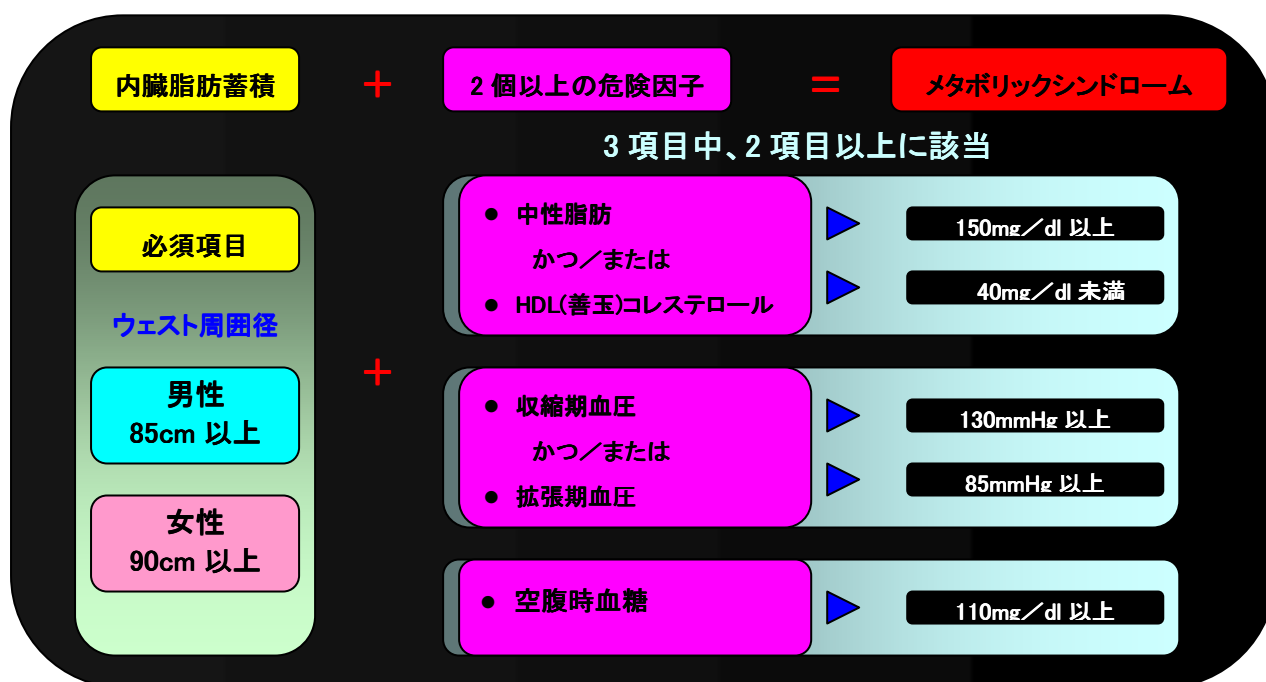 内臓脂肪蓄積 + 2個以上の危険因子 = メタボリックシンドローム
3項目中、2項目以上に該当
必須項目
ウェスト周囲径
男性
85cm 以上
女性
90cm 以上
+
● 中性脂肪
かつ/または
● HDL(善玉)コレステロール
150mg/dl 以上
40mg/dl 未満
● 収縮期血圧
かつ/または
● 拡張期血圧
130mmHg 以上
85mmHg 以上
● 空腹時血糖
110mg/dl 以上